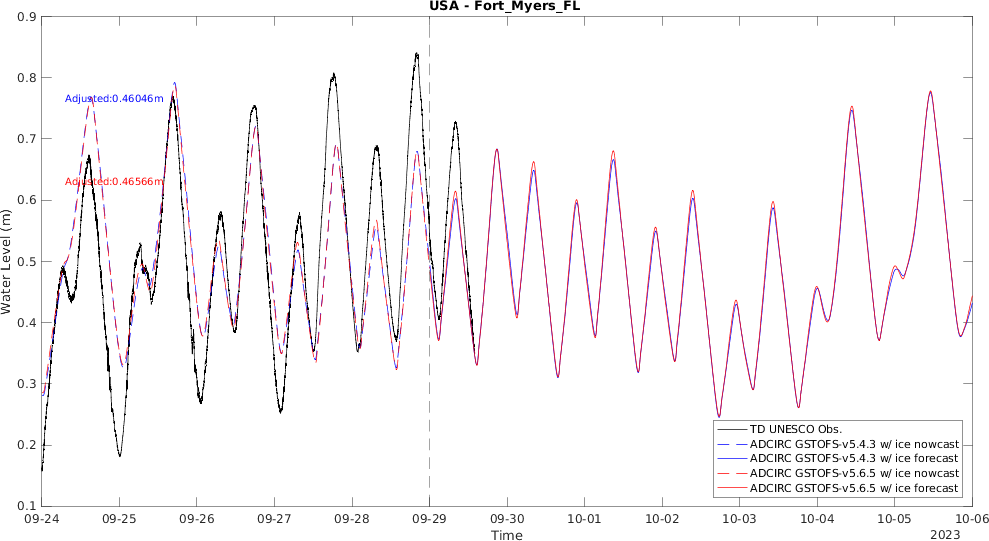 USA - Fort_Myers_FL
0.9
0.8
0.7
0.6
0.5
0.4
0.3
0.2
0.1
Water Level (m)
Adjusted:0.46046m
Adjusted:0.46566m
TD UNESCO Obs.
ADCIRC GSTOFS-v5.4.3 w/ ice nowcast
ADCIRC GSTOFS-v5.4.3 w/ ice forecast
ADCIRC GSTOFS-v5.6.5 w/ ice nowcast
ADCIRC GSTOFS-v5.6.5 w/ ice forecast
09-24 09-25 09-26 09-27 09-28 09-29 09-30 10-01 10-02 10-03 10-04 10-05 10-06
Time
2023